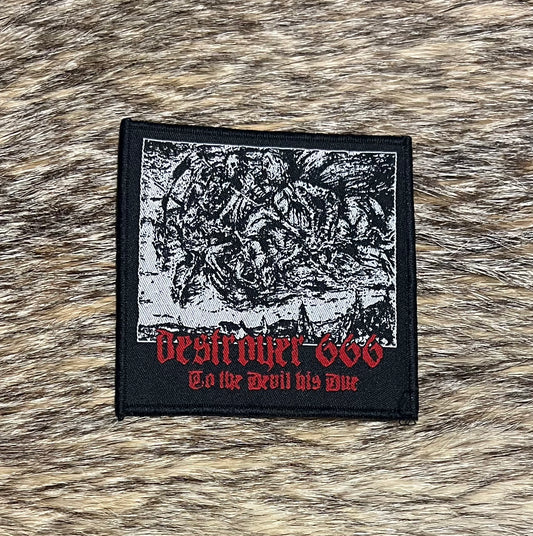 destroyer 666
To the Devil his Due